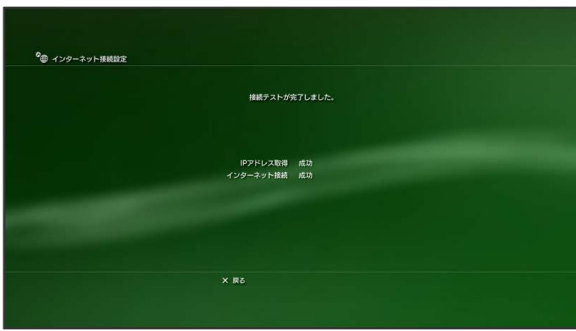 インターネット接続設定
接続テストが完了しました。
IPアドレス取得 成功
インターネット接続 成功
✕ 戻る